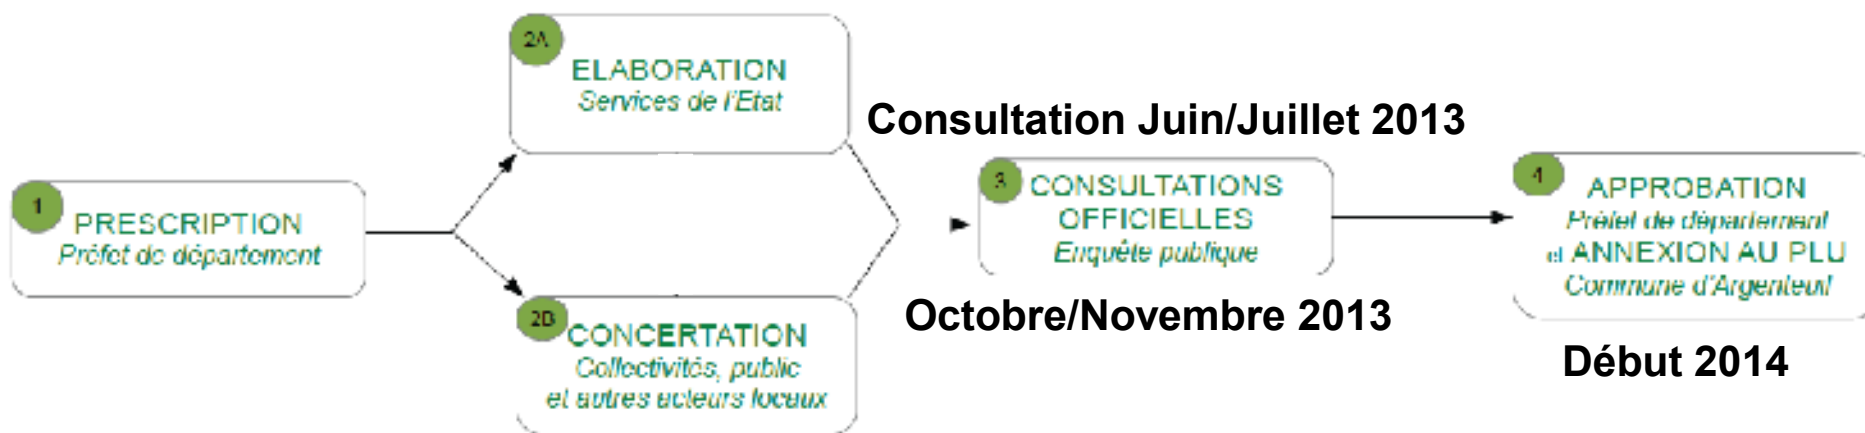 1
PRESCRIPTION
Préfet de département
2A
ELABORATION
Services de l'Etat
2B
CONCERTATION
Collectivités, public
et autres acteurs locaux
Consultation Juin/Juillet 2013
3
CONSULTATIONS
OFFICIELLES
Enquête publique
Octobre/Novembre 2013
4
APPROBATION
Préfet de département
et ANNEXION AU PLU
Commune d'Argenteuil
Début 2014